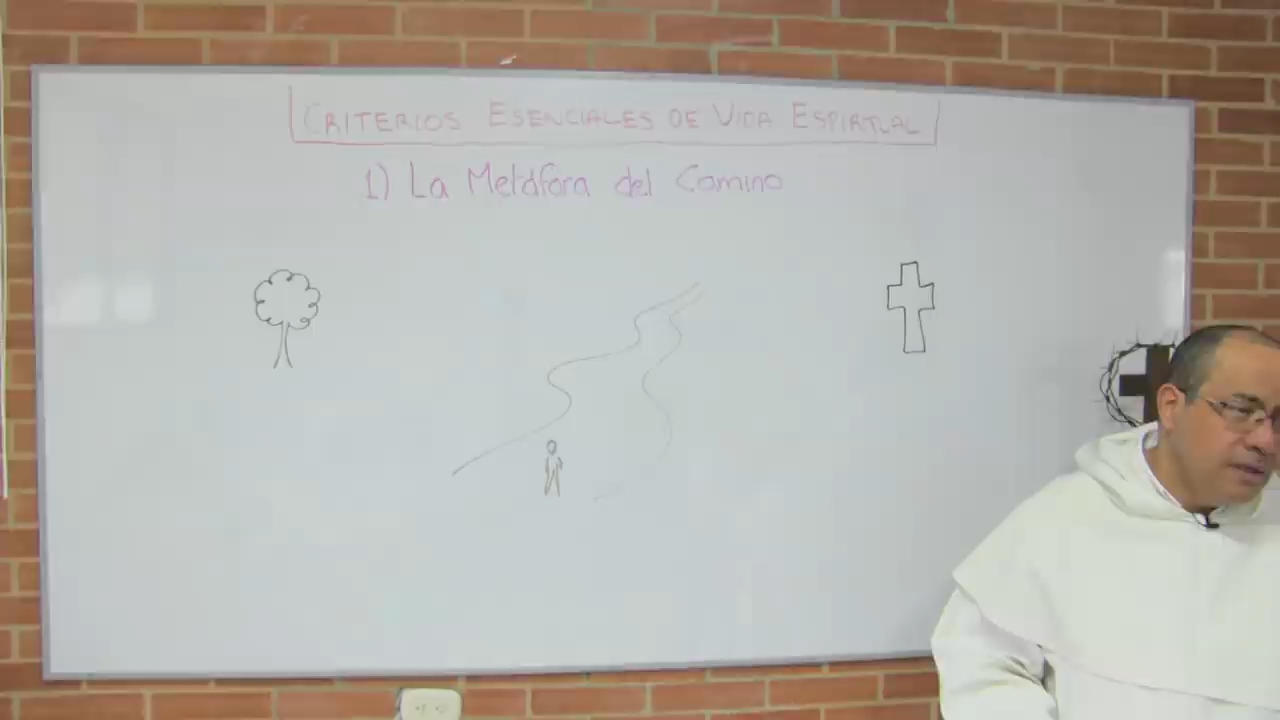 CRITERIOS ESENCIALES DE VIDA ESPIRTUAL
1) La Metáfora del Camino